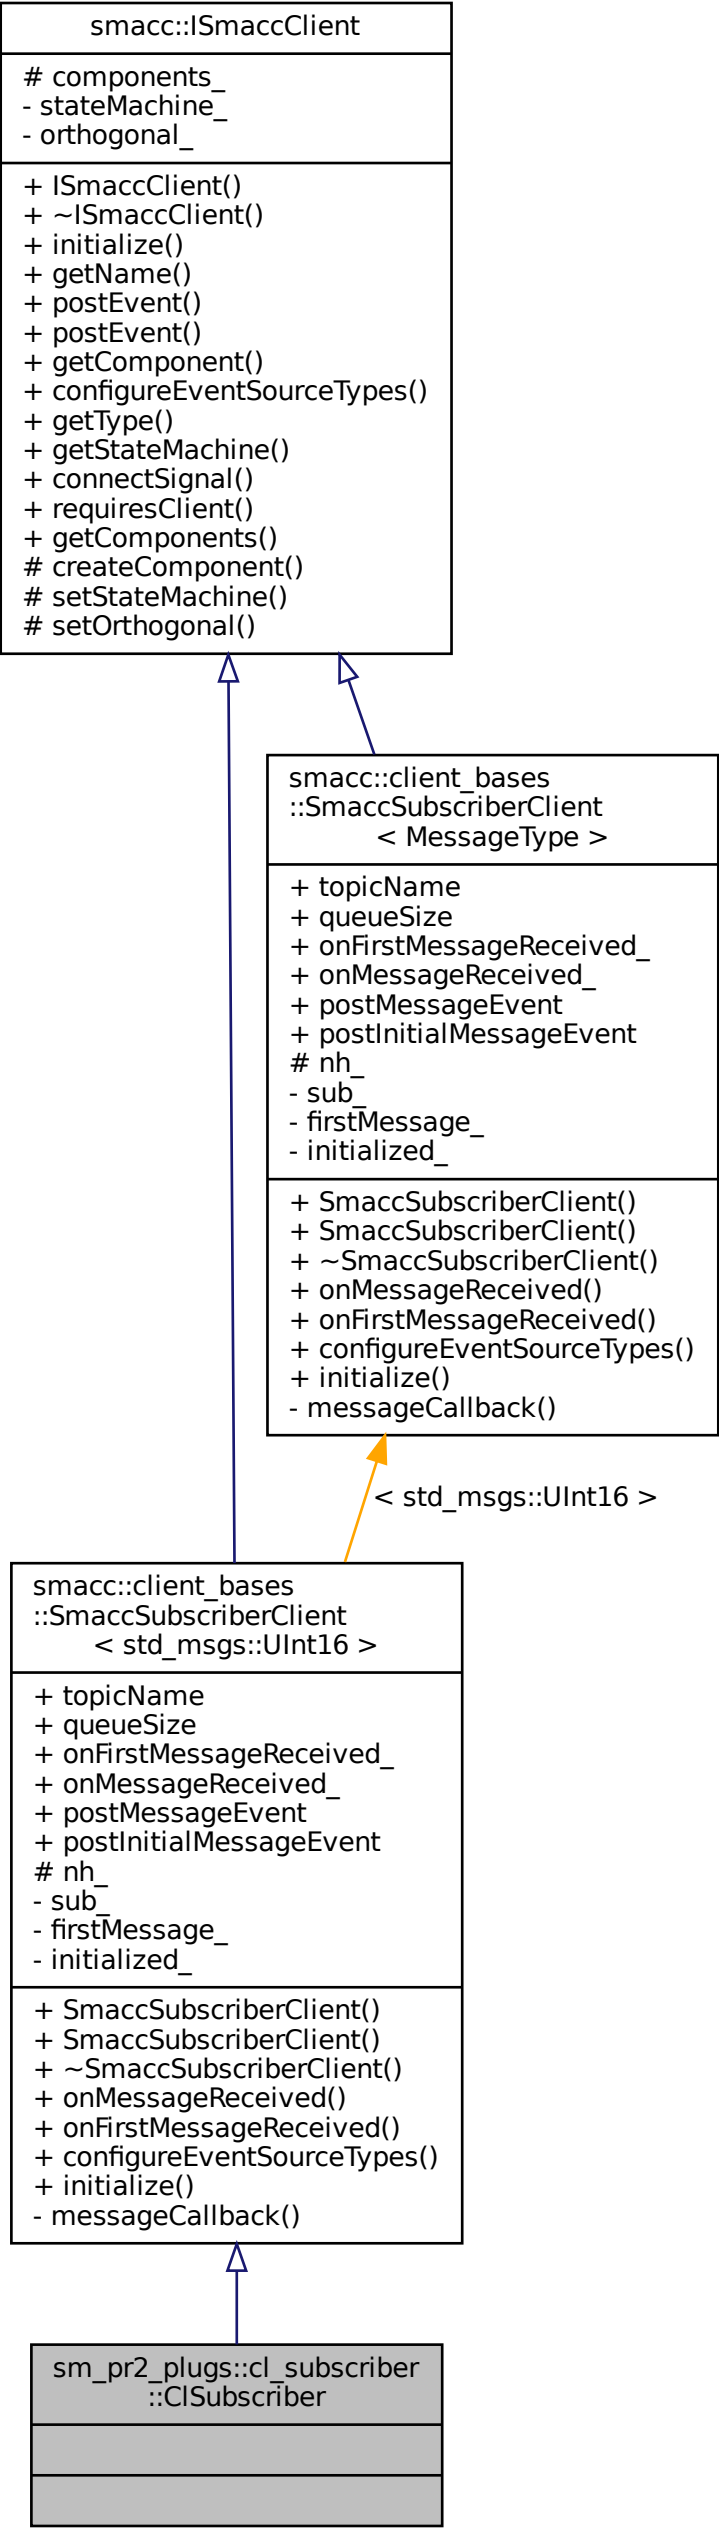 smacc::ISmaccClient
# components_
- stateMachine_
- orthogonal_
+ ISmaccClient()
+ ~ISmaccClient()
+ initialize()
+ getName()
+ postEvent()
+ postEvent()
+ getComponent()
+ configureEventSourceTypes()
+ getType()
+ getStateMachine()
+ connectSignal()
+ requiresClient()
+ getComponents()
# createComponent()
# setStateMachine()
# setOrthogonal()
smacc::client_bases
::SmaccSubscriberClient
< MessageType >
+ topicName
+ queueSize
+ onFirstMessageReceived_
+ onMessageReceived_
+ postMessageEvent
+ postInitialMessageEvent
# nh_
- sub_
- firstMessage_
- initialized_
+ SmaccSubscriberClient()
+ SmaccSubscriberClient()
+ ~SmaccSubscriberClient()
+ onMessageReceived()
+ onFirstMessageReceived()
+ configureEventSourceTypes()
+ initialize()
- messageCallback()
< std_msgs::UInt16 >
smacc::client_bases
::SmaccSubscriberClient
< std_msgs::UInt16 >
+ topicName
+ queueSize
+ onFirstMessageReceived_
+ onMessageReceived_
+ postMessageEvent
+ postInitialMessageEvent
# nh_
- sub_
- firstMessage_
- initialized_
+ SmaccSubscriberClient()
+ SmaccSubscriberClient()
+ ~SmaccSubscriberClient()
+ onMessageReceived()
+ onFirstMessageReceived()
+ configureEventSourceTypes()
+ initialize()
- messageCallback()
sm_pr2_plugs::cl_subscriber
::ClSubscriber